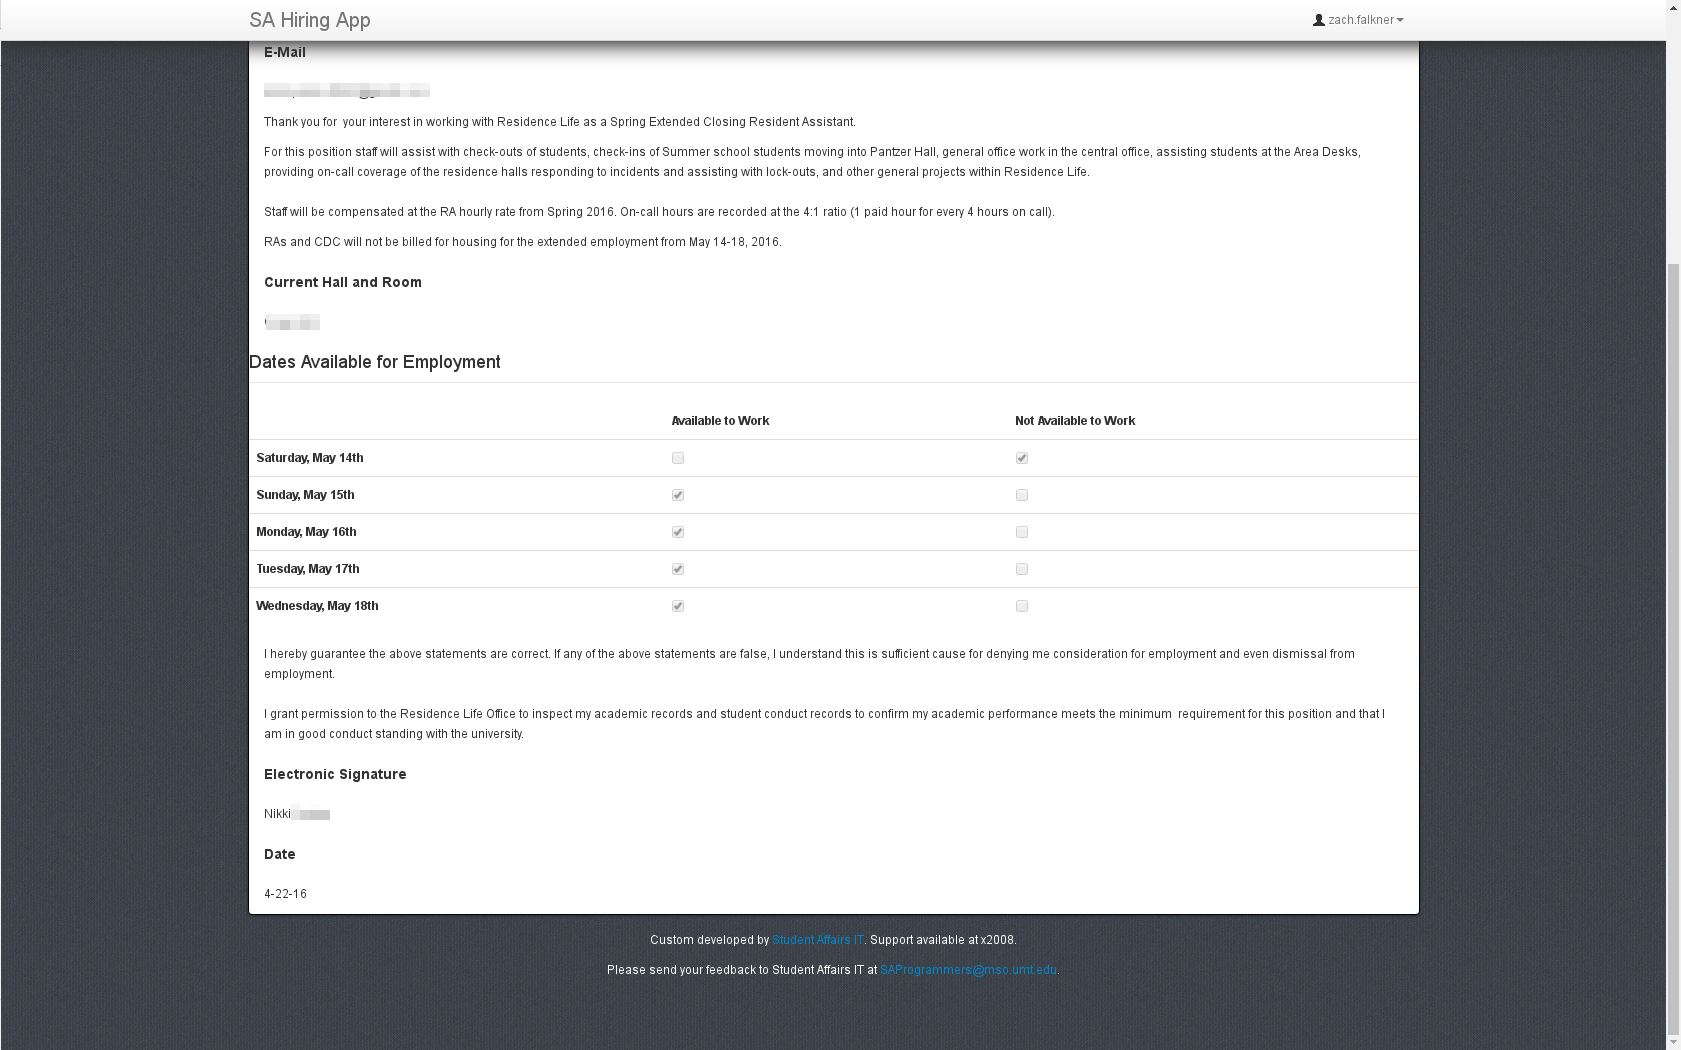 SA Hiring App
zach.falkner
E-Mail
Thank you for your interest in working with Residence Life as a Spring Extended Closing Resident Assistant.
For this position staff will assist with check-outs of students, check-ins of Summer school students moving into Pantzer Hall, general office work in the central office, assisting students at the Area Desks,
providing on-call coverage of the residence halls responding to incidents and assisting with lock-outs, and other general projects within Residence Life.
Staff will be compensated at the RA hourly rate from Spring 2016. On-call hours are recorded at the 4:1 ratio (1 paid hour for every 4 hours on call).
RAs and CDC will not be billed for housing for the extended employment from May 14-18, 2016.
Current Hall and Room
Dates Available for Employment
Available to Work Not Available to Work
Saturday, May 14th
Sunday, May 15th
Monday, May 16th
Tuesday, May 17th
Wednesday, May 18th
I hereby guarantee the above statements are correct. If any of the above statements are false, I understand this is sufficient cause for denying me consideration for employment and even dismissal from
employment.
I grant permission to the Residence Life Office to inspect my academic records and student conduct records to confirm my academic performance meets the minimum requirement for this position and that I
am in good conduct standing with the university.
Electronic Signature
Nikki
Date
4-22-16
Custom developed by Student Affairs IT. Support available at x2008.
Please send your feedback to Student Affairs IT at SAProgrammers@mso.umt.edu.